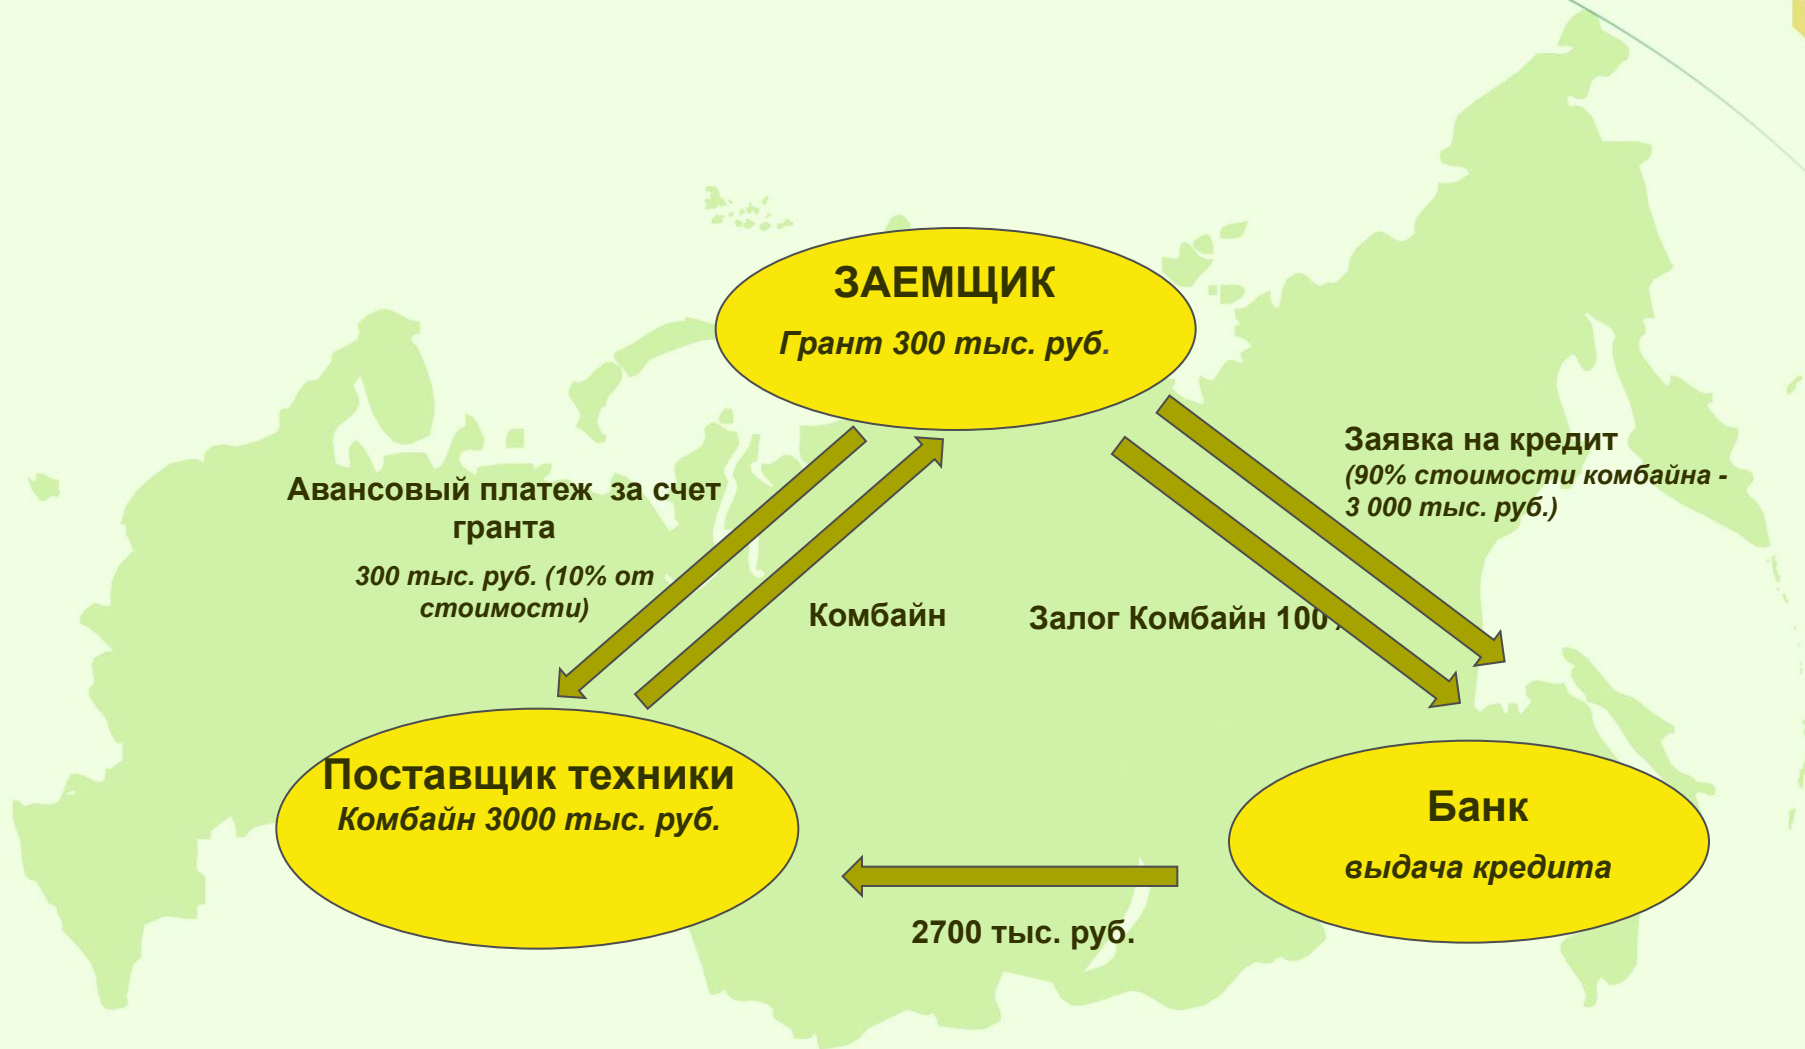 ЗАЕМЩИК
Грант 300 тыс. руб.
Заявка на кредит
(90% стоимости комбайна -
3 000 тыс. руб.)
Авансовый платеж за счет
гранта
300 тыс. руб. (10% от
стоимости)
Комбайн
Залог Комбайн 100
Поставщик техники
Комбайн 3000 тыс. руб.
Банк
выдача кредита
2700 тыс. руб.